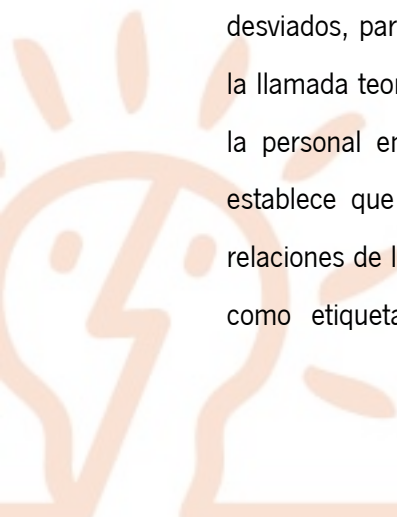 desviados, par
la llamada teor
la personal en
establece que
relaciones de l
como etiqueta